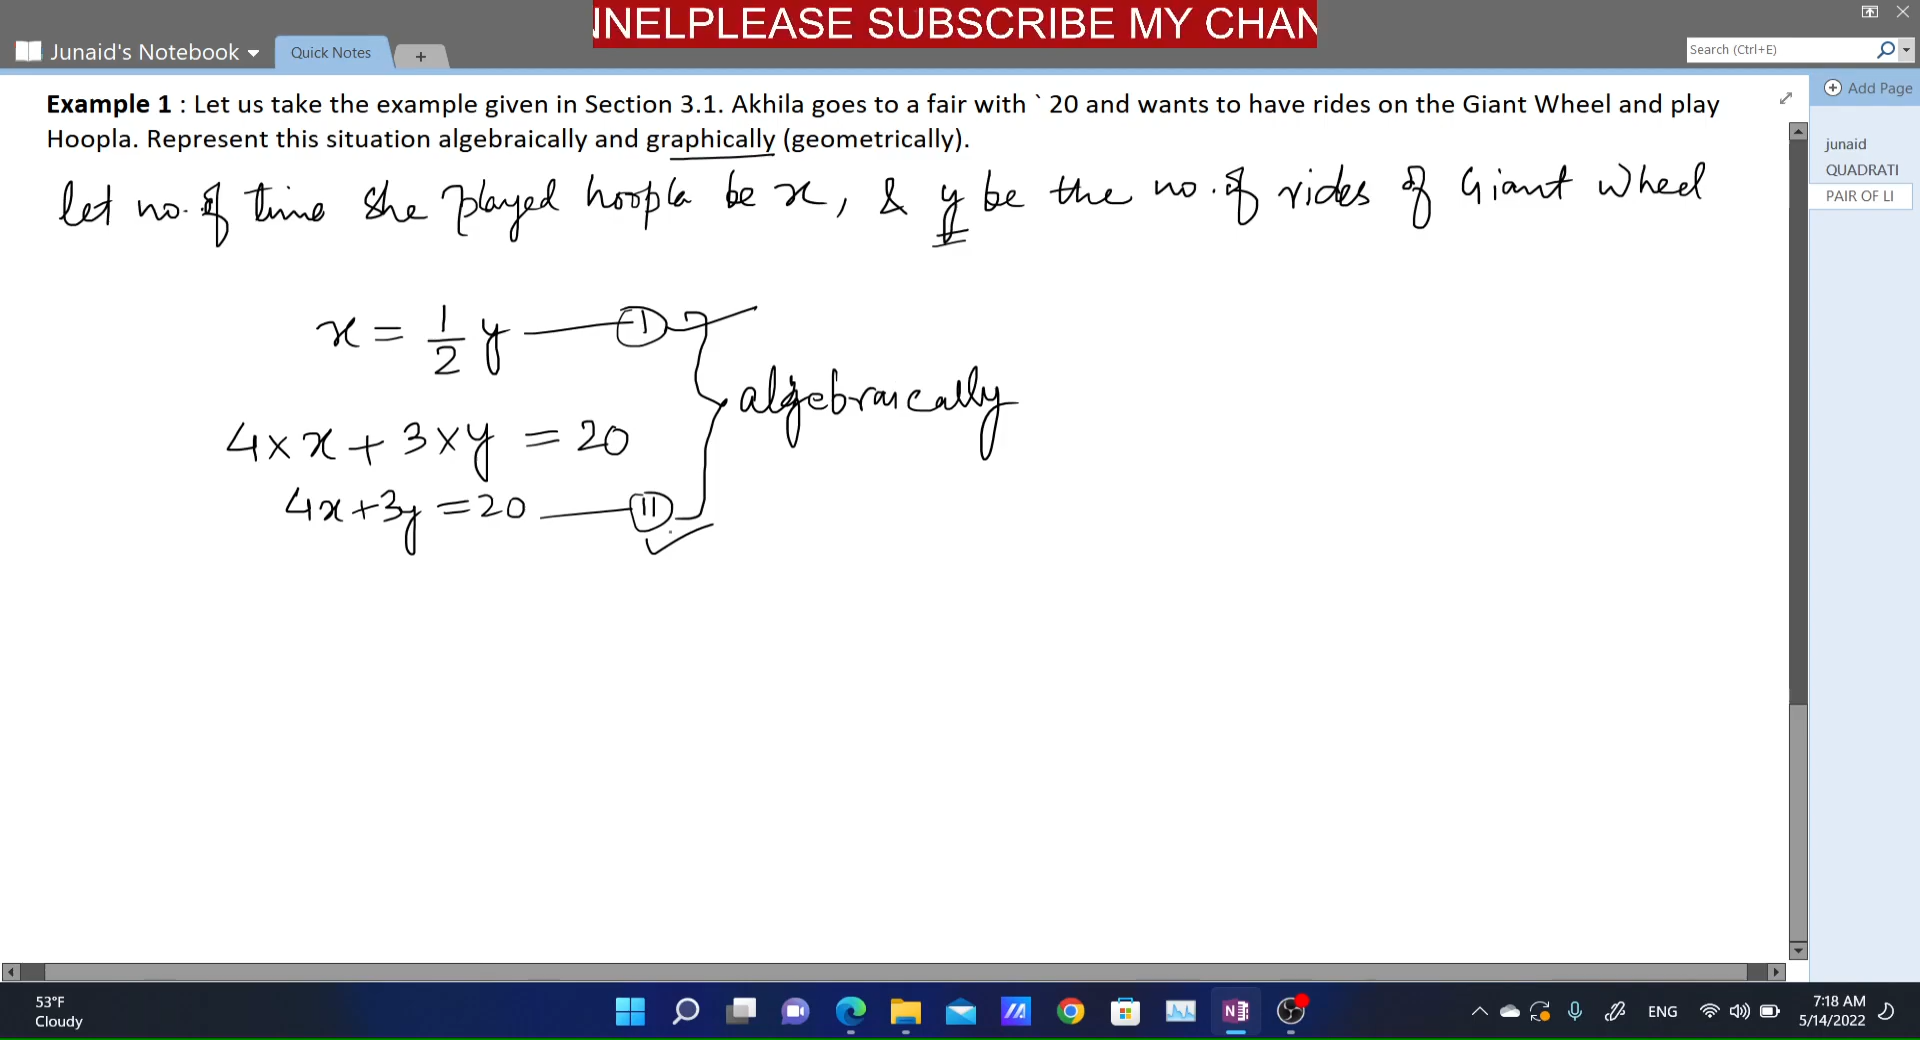 NNELPLEASE SUBSCRIBE MY CHAN
Junaid's Notebook
Quick Notes
+
Search (Ctrl+E)
Add Page
Example 1 : Let us take the example given in Section 3.1. Akhila goes to a fair with ` 20 and wants to have rides on the Giant Wheel and play
Hoopla. Represent this situation algebraically and graphically (geometrically).
junaid
QUADRATI
PAIR OF LI
let no. of time she played hoopla be x, & y be the no. of rides of Giant Wheel
x = 1/2 y — I
algebraically
4 × x + 3 × y = 20
4x + 3y = 20 — II
53°F
Cloudy
ENG
7:18 AM
5/14/2022